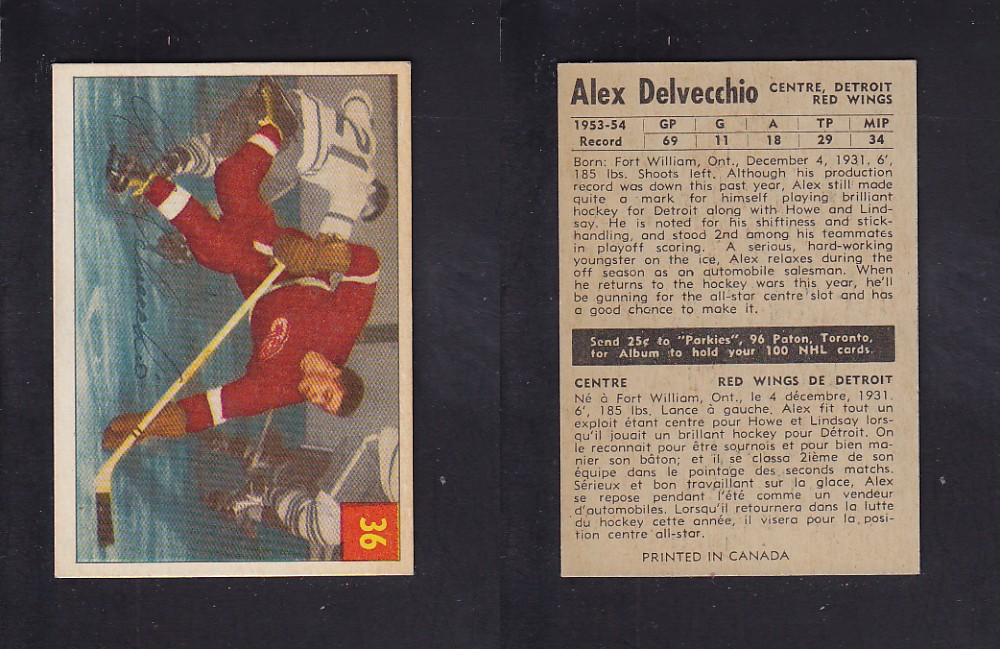 36
Alex Delvecchio CENTRE, DETROIT RED WINGS
1953-54 GP G A TP MIP
Record 69 11 18 29 34
Born: Fort William, Ont., December 4, 1931. 6',
185 lbs. Shoots left. Although his production
record was down this past year, Alex still made
quite a mark for himself playing brilliant
hockey for Detroit along with Howe and Lind-
say. He is noted for his shiftiness and stick-
handling, and stood 2nd among his teammates
in playoff scoring. A serious, hard-working
youngster on the ice, Alex relaxes during the
off season as an automobile salesman. When
he returns to the hockey wars this year, he'll
be gunning for the all-star centre slot and has
a good chance to make it.
Send 25¢ to "Parkies", 96 Paton, Toronto,
for Album to hold your 100 NHL cards.
CENTRE RED WINGS DE DETROIT
Né à Fort William, Ont., le 4 décembre, 1931.
6', 185 lbs. Lance à gauche. Alex fit tout un
exploit étant centre pour Howe et Lindsay lors-
qu'il jouait un brillant hockey pour Détroit. On
le reconnait pour être sournois et pour bien ma-
nier son bâton; et il se classa 2ième de son
équipe dans le pointage des seconds matchs.
Sérieux et bon travaillant sur la glace, Alex
se repose pendant l'été comme un vendeur
d'automobiles. Lorsqu'il retournera dans la lutte
du hockey cette année, il visera pour la posi-
tion centre all-star.
PRINTED IN CANADA